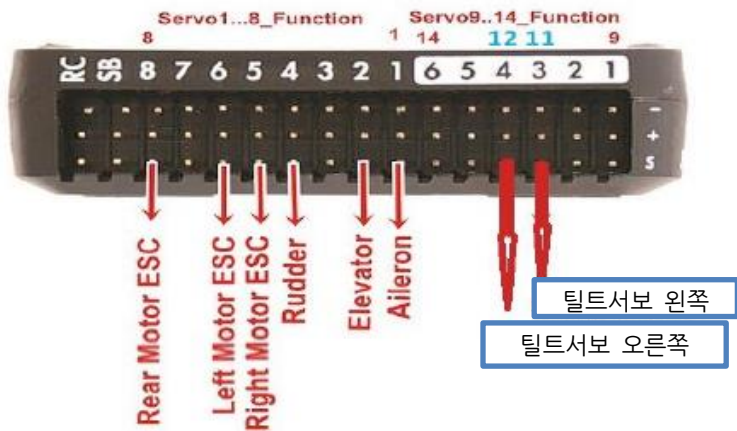 Servo1...8_Function
Servo9..14_Function
8
1
14
12
11
9
RC SB 8 7 6 5 4 3 2 1 6 5 4 3 2 1
-
+
S
Rear Motor ESC
Left Motor ESC
Right Motor ESC
Rudder
Elevator
Aileron
틸트서보 왼쪽
틸트서보 오른쪽